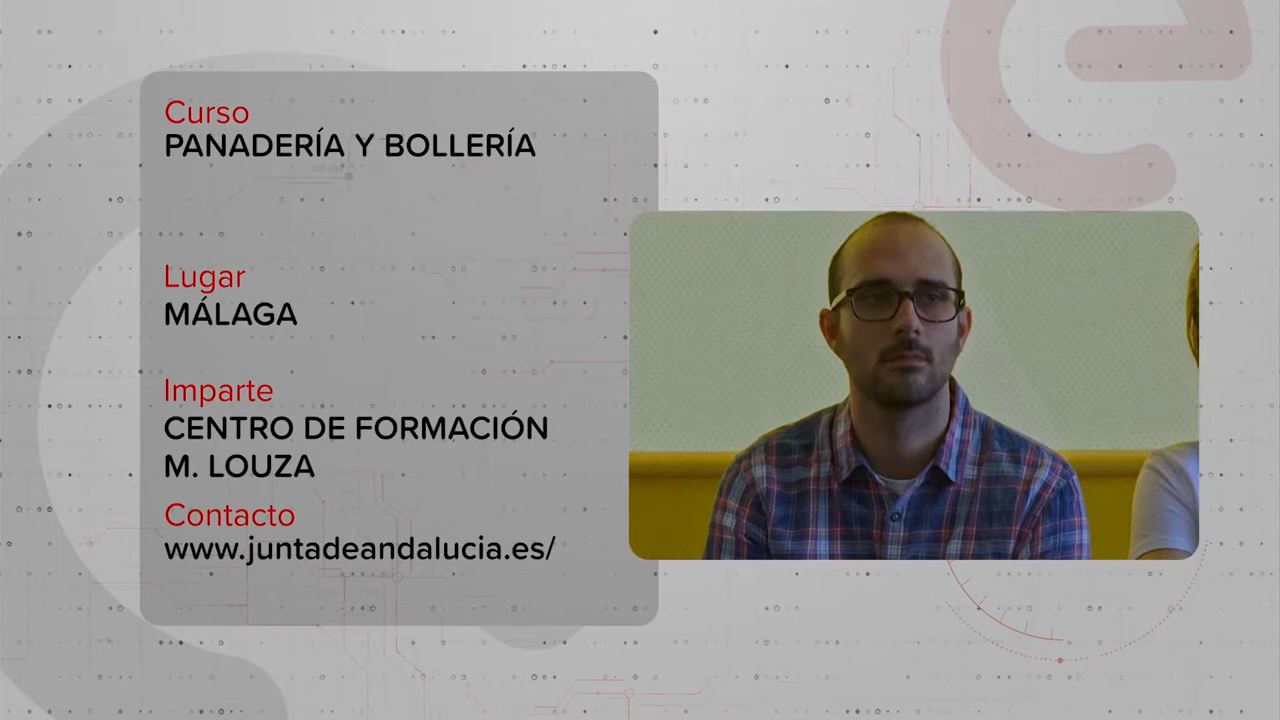 Curso
PANADERÍA Y BOLLERÍA
Lugar
MÁLAGA
Imparte
CENTRO DE FORMACIÓN
M. LOUZA
Contacto
www.juntadeandalucia.es/